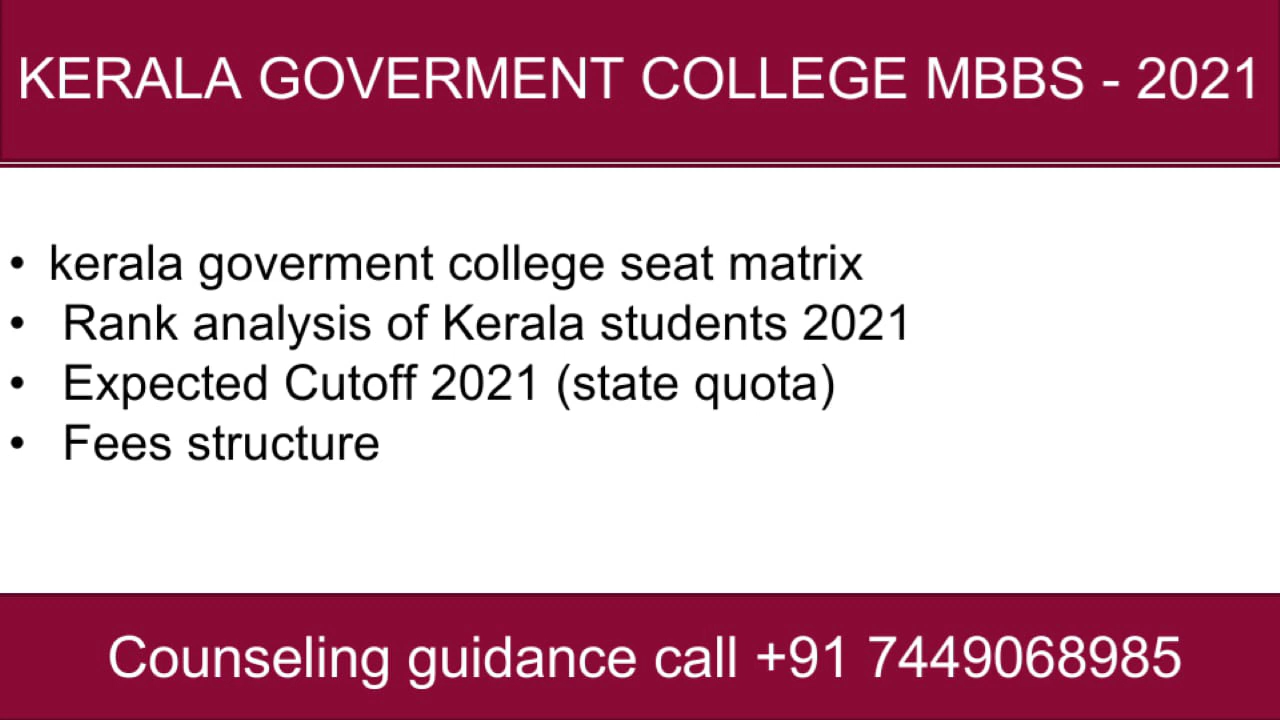 KERALA GOVERMENT COLLEGE MBBS - 2021
• kerala goverment college seat matrix
• Rank analysis of Kerala students 2021
• Expected Cutoff 2021 (state quota)
• Fees structure
Counseling guidance call +91 7449068985